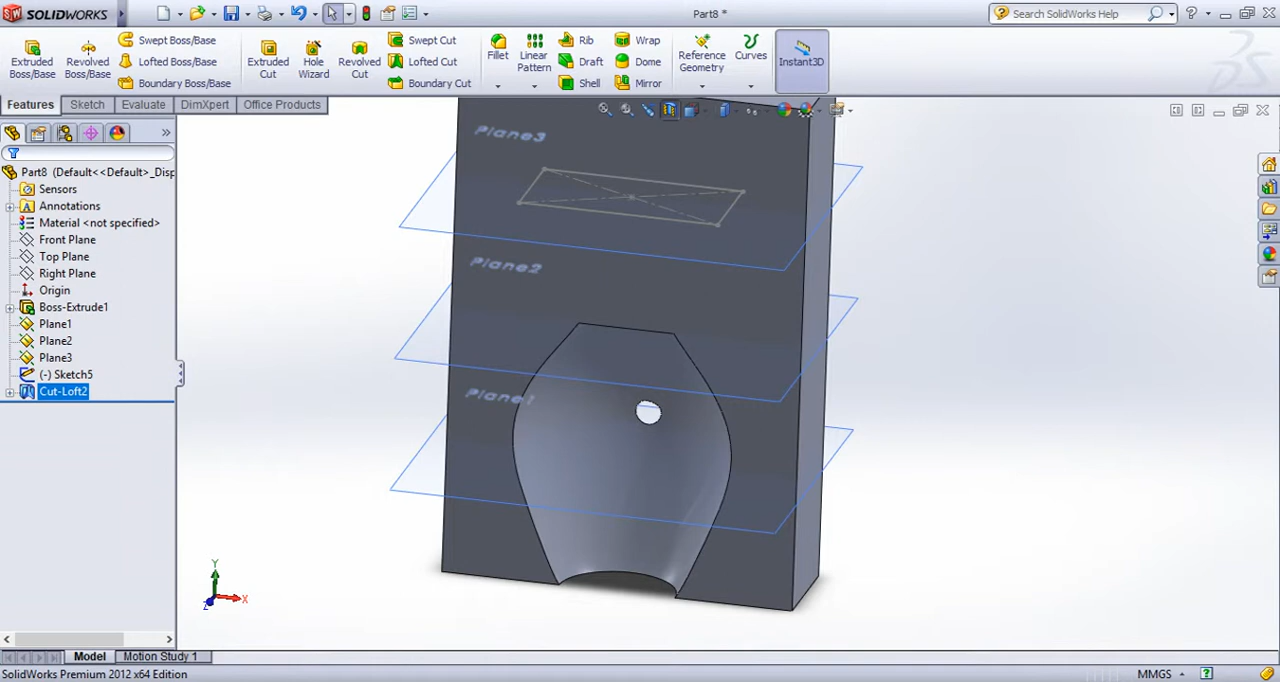 SOLIDWORKS
Part8 *
Search SolidWorks Help
Extruded Boss/Base
Revolved Boss/Base
Swept Boss/Base
Lofted Boss/Base
Boundary Boss/Base
Extruded Cut
Hole Wizard
Revolved Cut
Swept Cut
Lofted Cut
Boundary Cut
Fillet
Linear Pattern
Rib
Draft
Shell
Wrap
Dome
Mirror
Reference Geometry
Curves
Instant3D
Features
Sketch
Evaluate
DimXpert
Office Products
Part8 (Default<<Default>_Disp
Sensors
Annotations
Material <not specified>
Front Plane
Top Plane
Right Plane
Origin
Boss-Extrude1
Plane1
Plane2
Plane3
(-) Sketch5
Cut-Loft2
Plane3
Plane2
Plane1
Y
X
Z
Model
Motion Study 1
SolidWorks Premium 2012 x64 Edition
MMGS